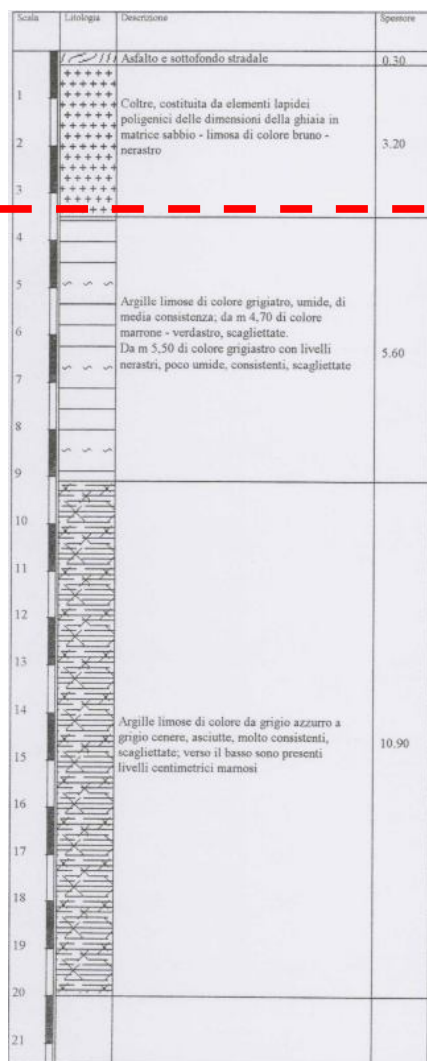 Scala Litologia Descrizione Spessore
Asfalto e sottofondo stradale 0.30
1
Coltre, costituita da elementi lapidei
poligenici delle dimensioni della ghiaia in
matrice sabbio - limosa di colore bruno -
nerastro
2
3.20
3
4
5
Argille limose di colore grigiatro, umide, di
media consistenza; da m 4,70 di colore
marrone - verdastro, scagliettate.
Da m 5,50 di colore grigiastro con livelli
nerastri, poco umide, consistenti, scagliettate
5.60
6
7
8
9
10
11
12
13
14
Argille limose di colore da grigio azzurro a
grigio cenere, asciutte, molto consistenti,
scagliettate; verso il basso sono presenti
livelli centimetrici marnosi
10.90
15
16
17
18
19
20
21